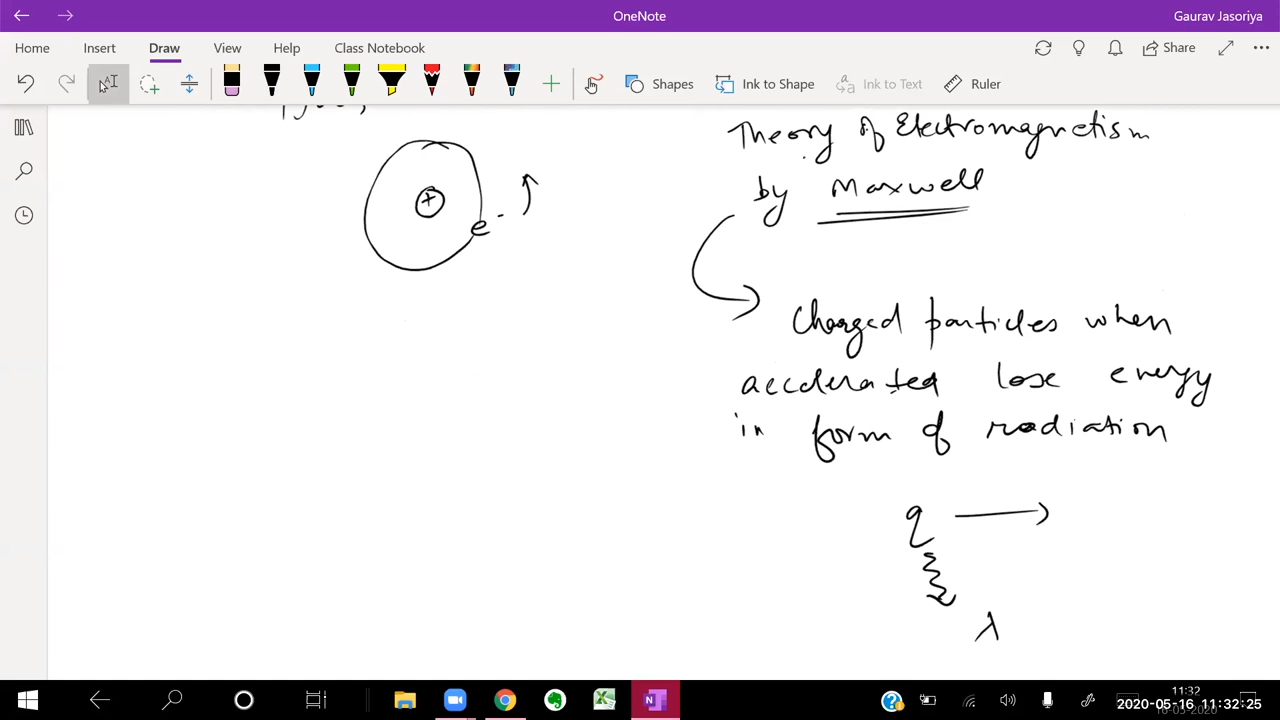 OneNote
Gaurav Jasoriya
Home Insert Draw View Help Class Notebook
Share
Shapes Ink to Shape Ink to Text Ruler
Theory of Electromagnetism
by Maxwell
+
e-
Charged particles when
accelerated lose energy
in form of radiation
q
λ
11:32
2020-05-16 11:32:25